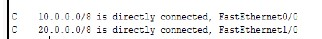 C    10.0.0.0/8 is directly connected, FastEthernet0/0
C    20.0.0.0/8 is directly connected, FastEthernet1/0